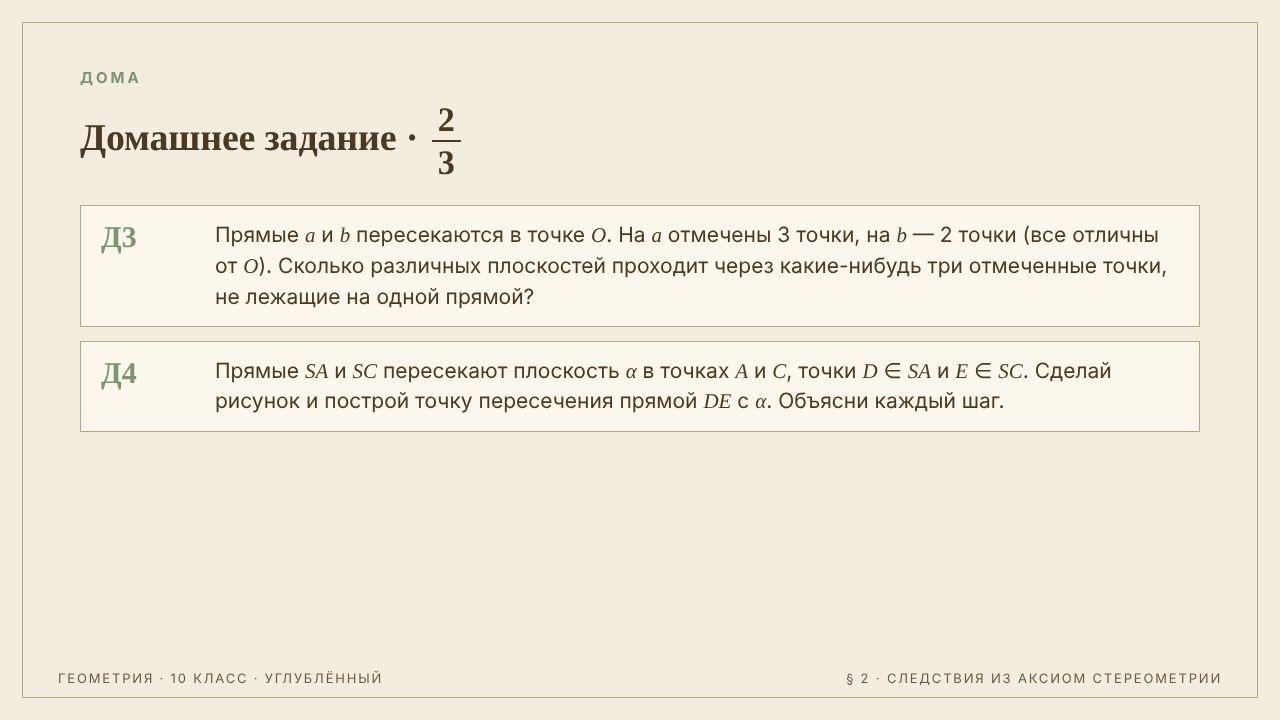 ДОМА
Домашнее задание · 2/3
Д3
Прямые a и b пересекаются в точке O. На a отмечены 3 точки, на b — 2 точки (все отличны
от O). Сколько различных плоскостей проходит через какие-нибудь три отмеченные точки,
не лежащие на одной прямой?
Д4
Прямые SA и SC пересекают плоскость α в точках A и C, точки D ∈ SA и E ∈ SC. Сделай
рисунок и построй точку пересечения прямой DE с α. Объясни каждый шаг.
ГЕОМЕТРИЯ · 10 КЛАСС · УГЛУБЛЁННЫЙ
§ 2 · СЛЕДСТВИЯ ИЗ АКСИОМ СТЕРЕОМЕТРИИ